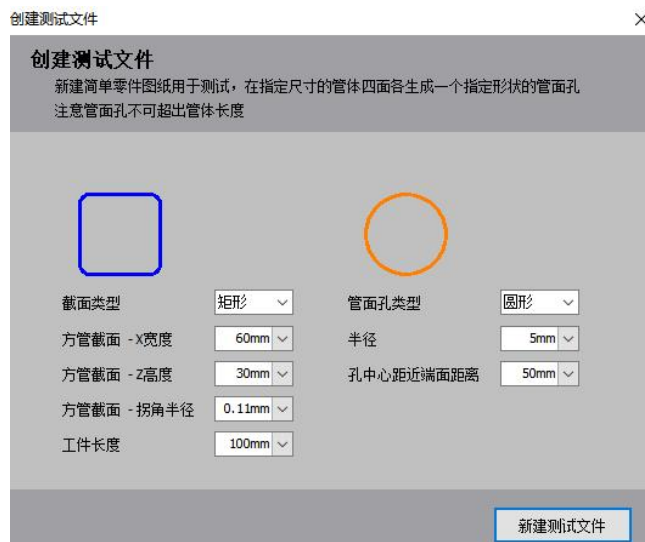 创建测试文件
创建测试文件
新建简单零件图纸用于测试，在指定尺寸的管体四面各生成一个指定形状的管面孔
注意管面孔不可超出管体长度
截面类型 矩形 管面孔类型 圆形
方管截面 -X宽度 60mm 半径 5mm
方管截面 -Z高度 30mm 孔中心距近端面距离 50mm
方管截面 -拐角半径 0.11mm
工件长度 100mm
新建测试文件